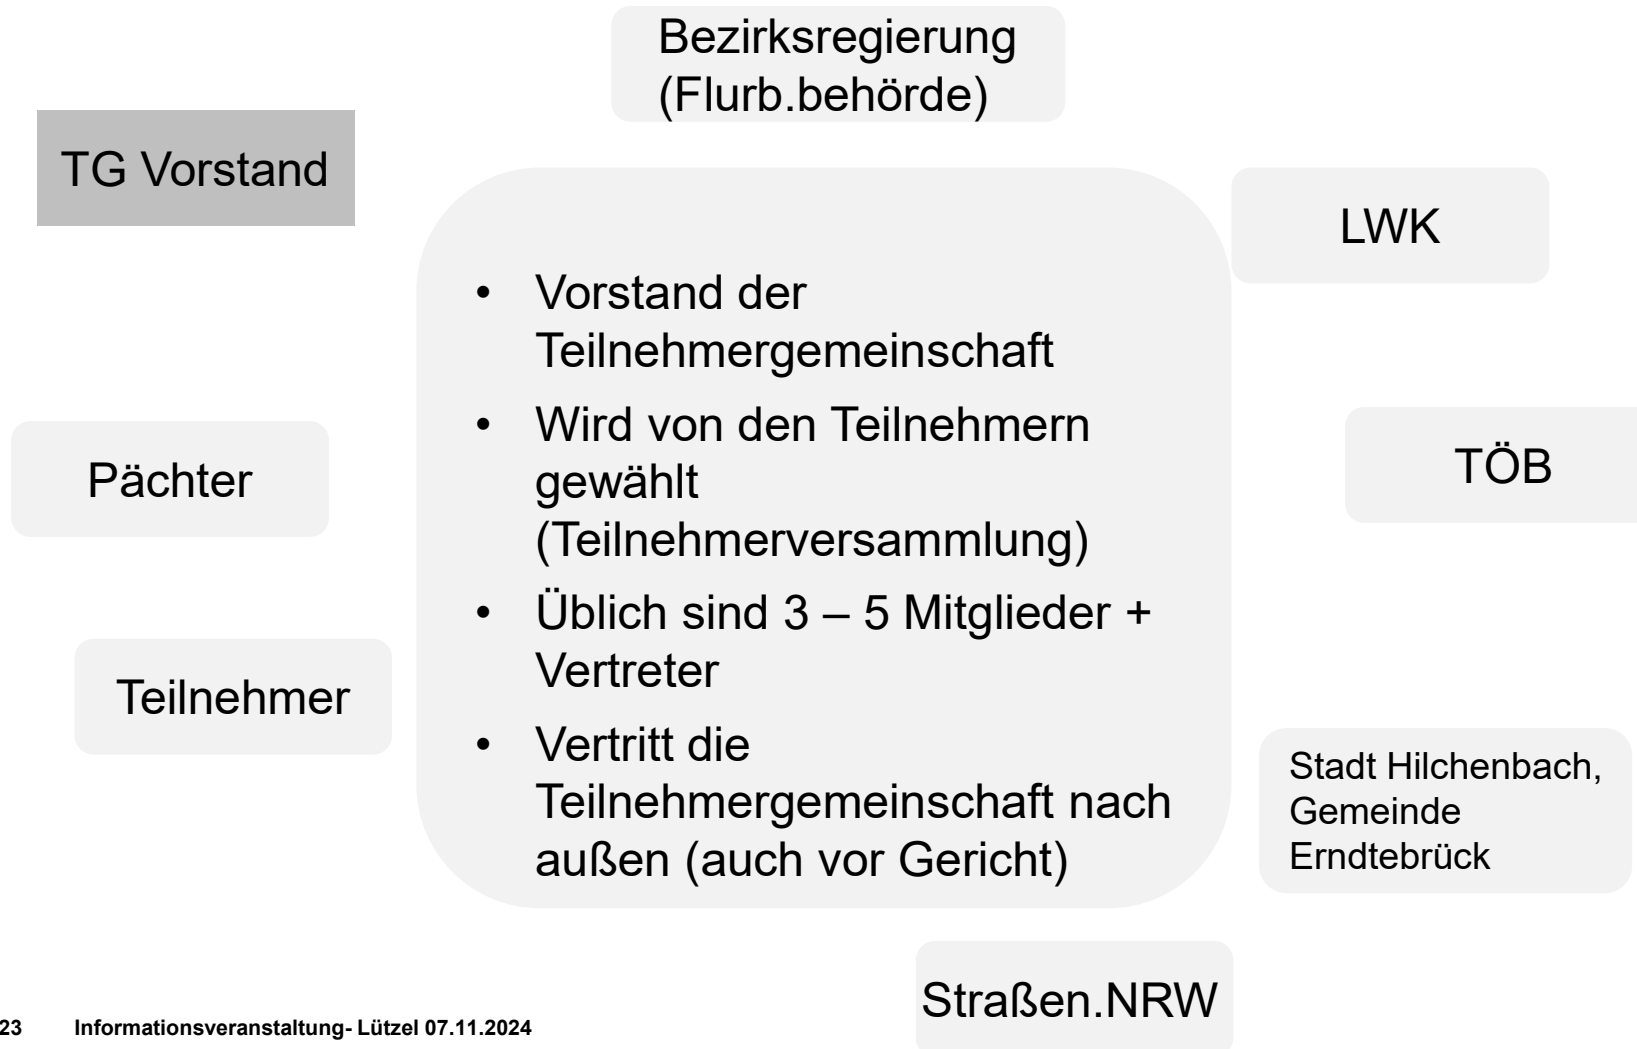 Bezirksregierung
(Flurb.behörde)
TG Vorstand
LWK
• Vorstand der
Teilnehmergemeinschaft
• Wird von den Teilnehmern
gewählt
(Teilnehmerversammlung)
• Üblich sind 3 – 5 Mitglieder +
Vertreter
• Vertritt die
Teilnehmergemeinschaft nach
außen (auch vor Gericht)
Pächter
TÖB
Teilnehmer
Stadt Hilchenbach,
Gemeinde
Erndtebrück
Straßen.NRW
23 Informationsveranstaltung- Lützel 07.11.2024